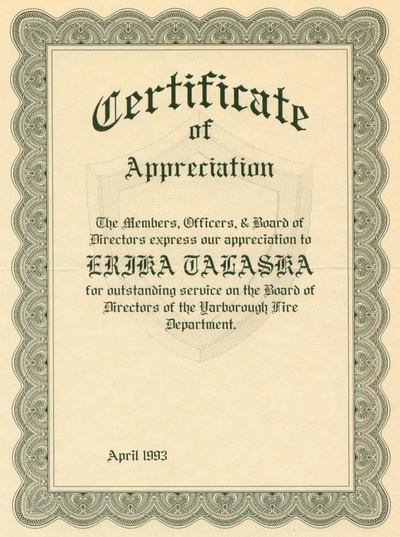 Certificate
of
Appreciation
The Members, Officers, & Board of
Directors express our appreciation to
ERIKA TALASKA
for outstanding service on the Board of
Directors of the Yarborough Fire
Department.
April 1993